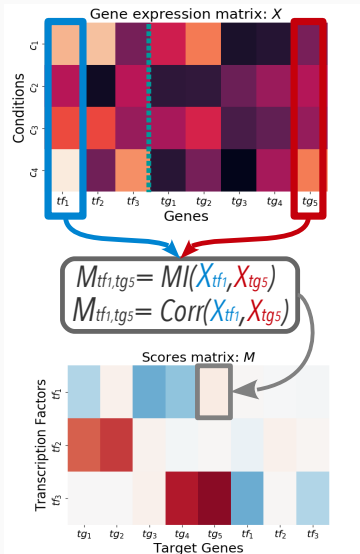 Gene expression matrix: X
Conditions
c1
c2
c3
c4
tf1 tf2 tf3 tg1 tg2 tg3 tg4 tg5
Genes
Mtf1,tg5= MI(Xtf1,Xtg5)
Mtf1,tg5= Corr(Xtf1,Xtg5)
Scores matrix: M
Transcription Factors
tf1
tf2
tf3
tg1 tg2 tg3 tg4 tg5 tf1 tf2 tf3
Target Genes